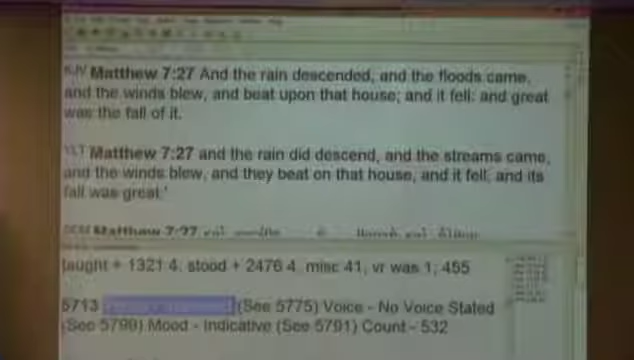 KJV Matthew 7:27 And the rain descended, and the floods came,
and the winds blew, and beat upon that house; and it fell: and great
was the fall of it.
YLT Matthew 7:27 and the rain did descend, and the streams came,
and the winds blew, and they beat on that house, and it fell, and its
fall was great.'
Matthew 7:27
taught + 1321 4, stood + 2476 4, misc 41, vr was 1; 455
5713 (See 5775) Voice - No Voice Stated
(See 5799) Mood - Indicative (See 5791) Count - 532